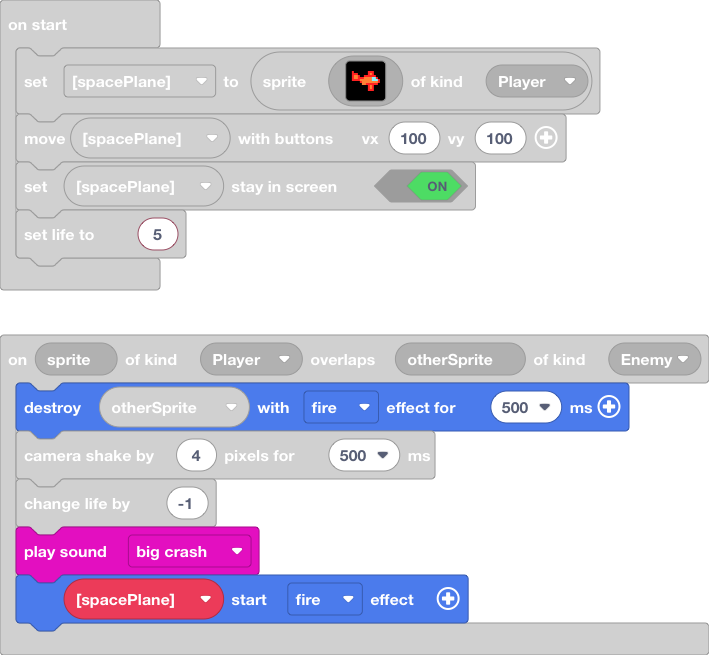 on start
set [spacePlane] to sprite of kind Player
move [spacePlane] with buttons vx 100 vy 100
set [spacePlane] stay in screen ON
set life to 5
on sprite of kind Player overlaps otherSprite of kind Enemy
destroy otherSprite with fire effect for 500 ms
camera shake by 4 pixels for 500 ms
change life by -1
play sound big crash
[spacePlane] start fire effect